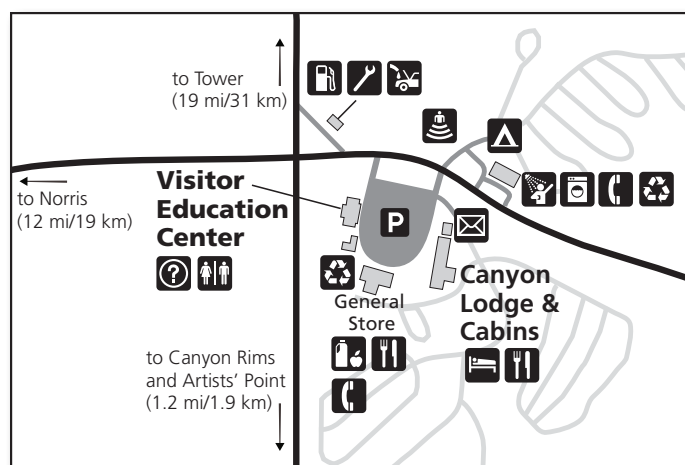 to Tower
(19 mi/31 km)
to Norris
(12 mi/19 km)
Visitor
Education
Center
?
P
General
Store
Canyon
Lodge &
Cabins
to Canyon Rims
and Artists’ Point
(1.2 mi/1.9 km)